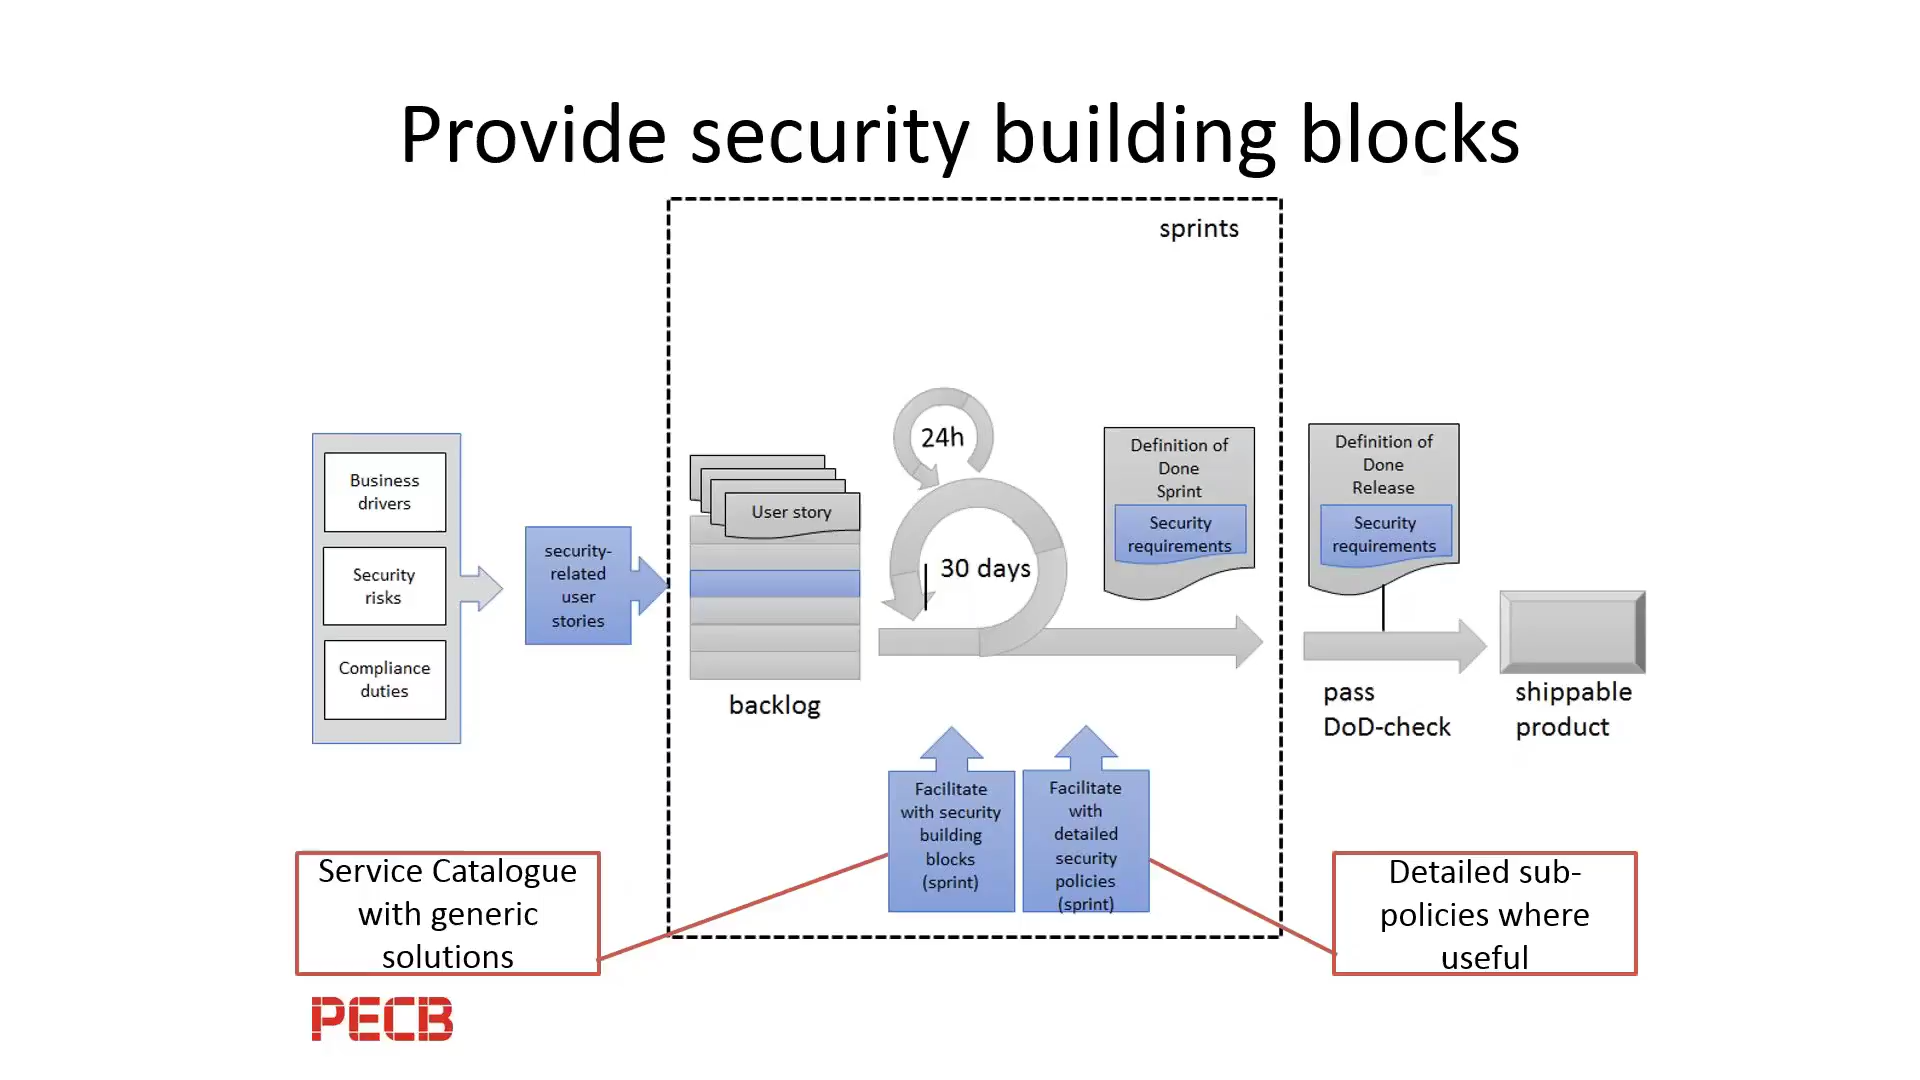 Provide security building blocks
sprints
Business
drivers
Security
risks
Compliance
duties
security-
related
user
stories
User story
backlog
24h
30 days
Definition of
Done
Sprint
Security
requirements
Definition of
Done
Release
Security
requirements
pass
DoD-check
shippable
product
Facilitate
with security
building
blocks
(sprint)
Facilitate
with
detailed
security
policies
(sprint)
Service Catalogue
with generic
solutions
Detailed sub-
policies where
useful
PECB